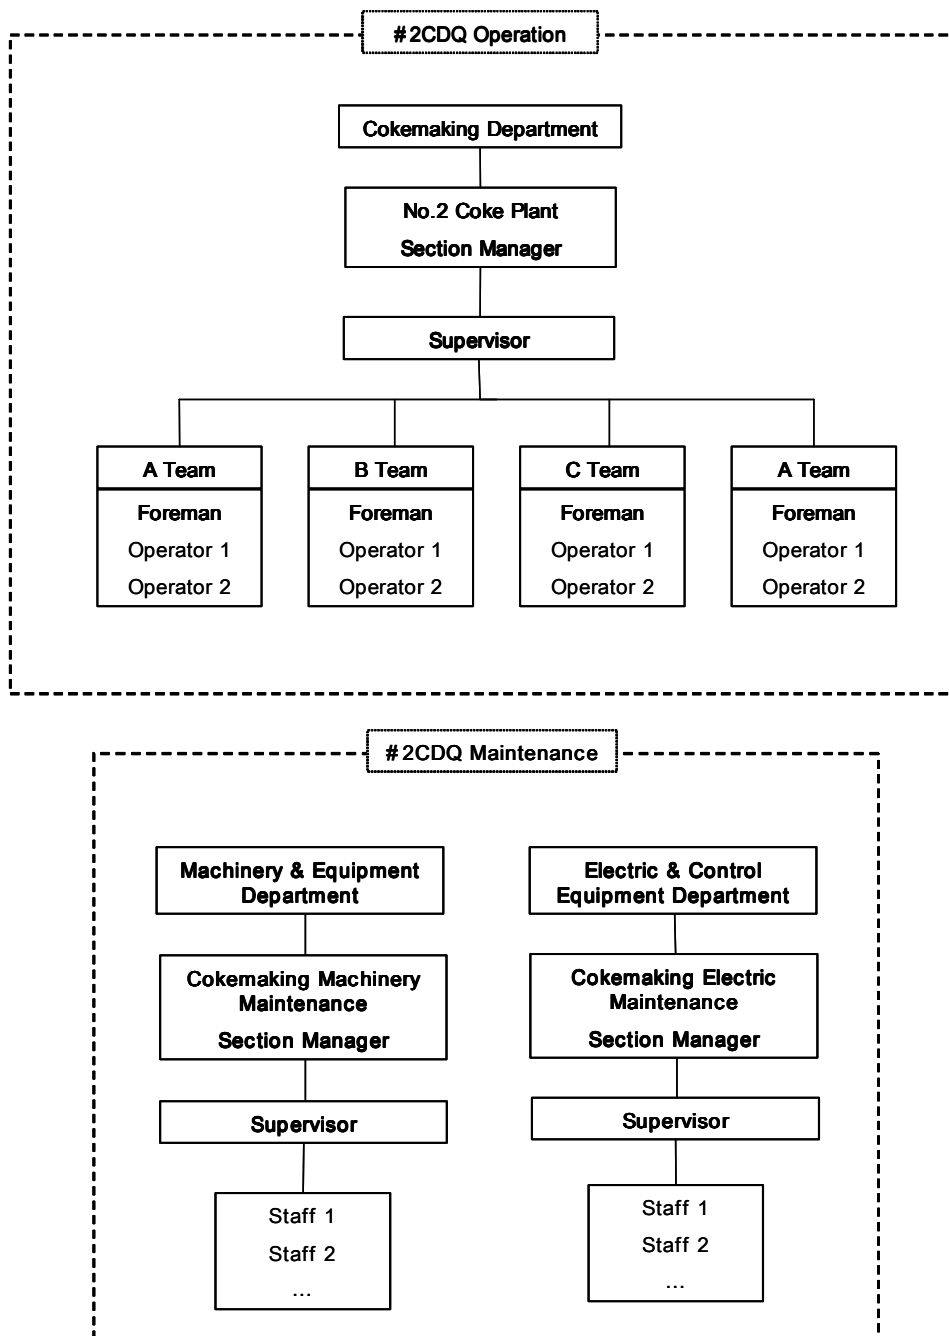 #2CDQ Operation
Cokemaking Department
No.2 Coke Plant
Section Manager
Supervisor
A Team
Foreman
Operator 1
Operator 2
B Team
Foreman
Operator 1
Operator 2
C Team
Foreman
Operator 1
Operator 2
A Team
Foreman
Operator 1
Operator 2
#2CDQ Maintenance
Machinery & Equipment
Department
Cokemaking Machinery
Maintenance
Section Manager
Supervisor
Staff 1
Staff 2
...
Electric & Control
Equipment Department
Cokemaking Electric
Maintenance
Section Manager
Supervisor
Staff 1
Staff 2
...